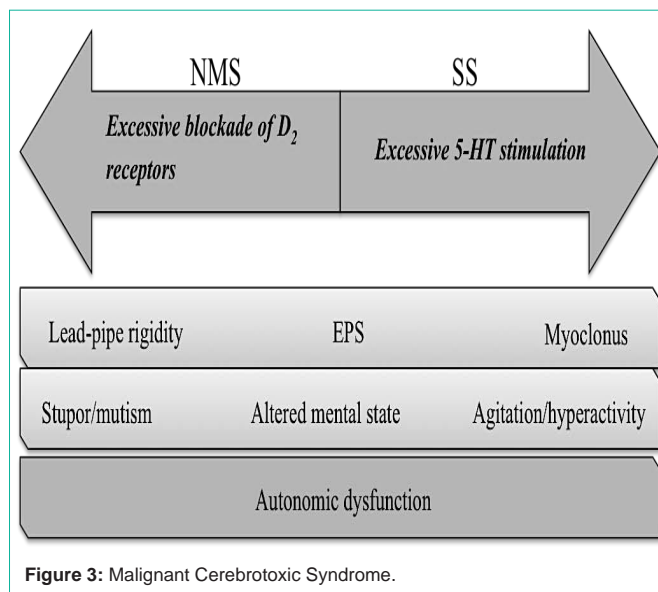 NMS SS
Excessive blockade of D₂
receptors
Excessive 5-HT stimulation
Lead-pipe rigidity EPS Myoclonus
Stupor/mutism Altered mental state Agitation/hyperactivity
Autonomic dysfunction
Figure 3: Malignant Cerebrotoxic Syndrome.